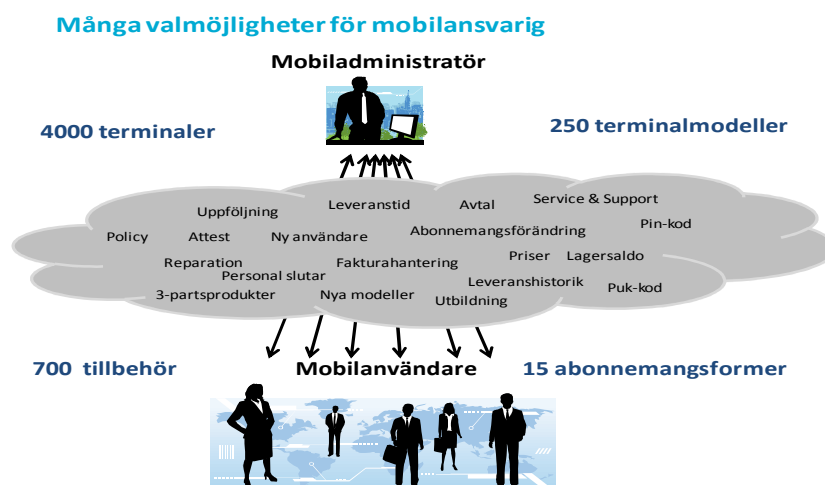 Många valmöjligheter för mobilansvarig
Mobiladministratör
4000 terminaler
250 terminalmodeller
Uppföljning
Leveranstid
Avtal
Service & Support
Policy
Attest
Ny användare
Abonnemangsförändring
Pin-kod
Reparation
Personal slutar
Fakturahantering
Priser
Lagersaldo
3-partsprodukter
Nya modeller
Leveranshistorik
Utbildning
Puk-kod
700 tillbehör
Mobilanvändare
15 abonnemangsformer